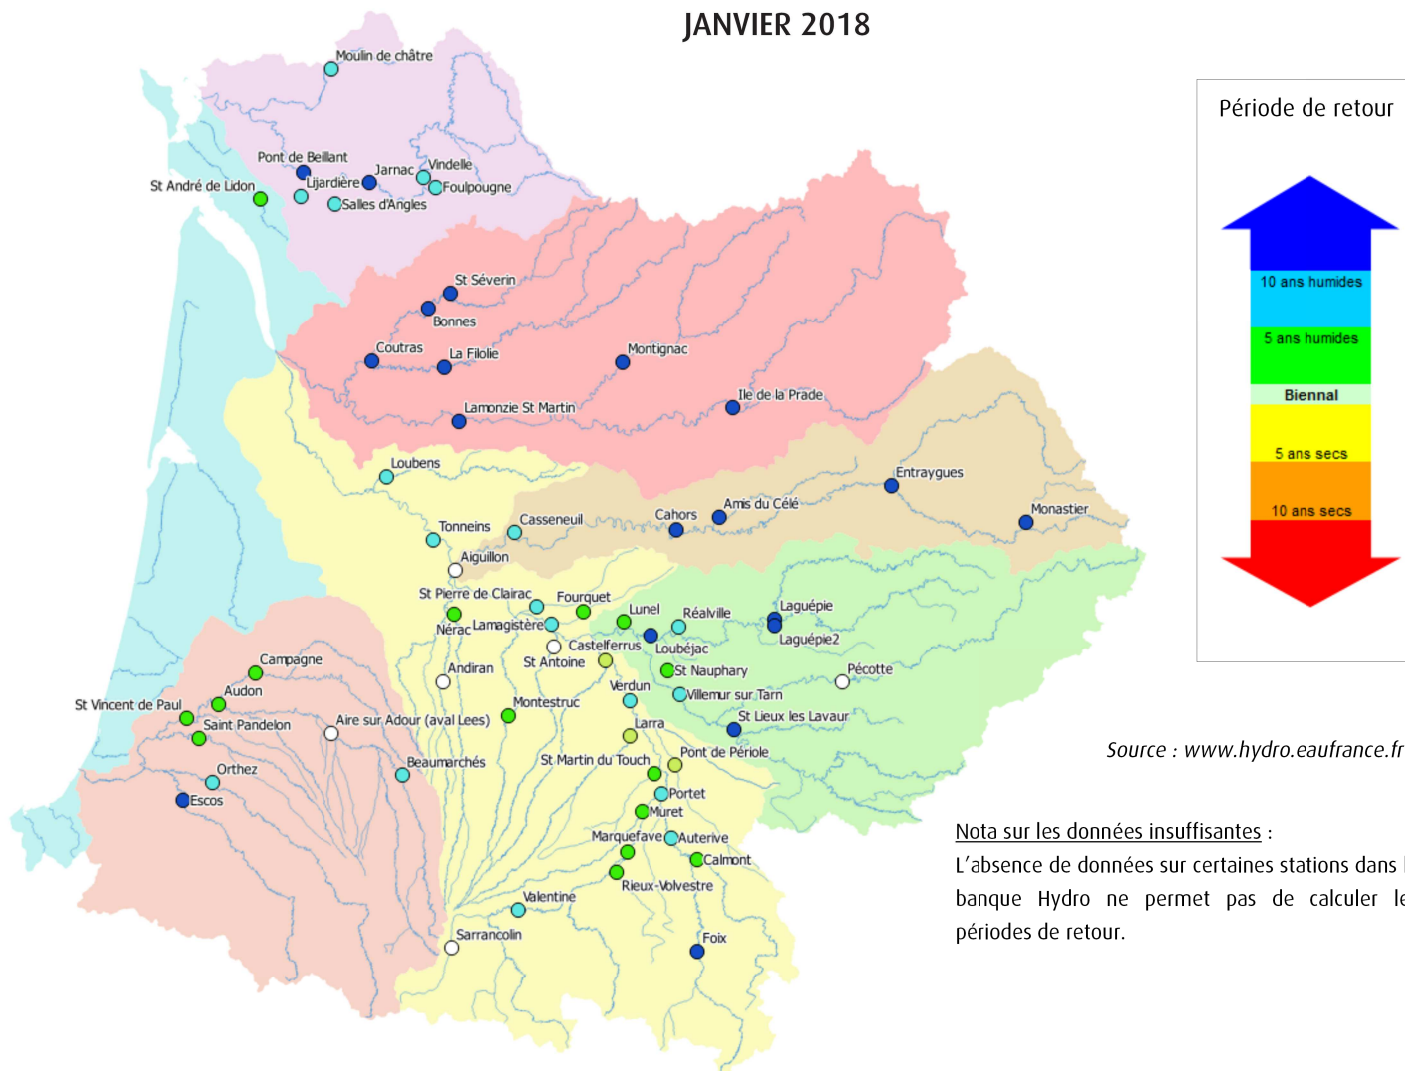 JANVIER 2018
Moulin de châtre
Période de retour
Pont de Beillant
Jarnac
Vindelle
St André de Lidon
Lijardière
Foulpougne
Salles d'Angles
St Séverin
10 ans humides
Bonnes
5 ans humides
Coutras
La Filolie
Montignac
Biennal
Ile de la Prade
Lamonzie St Martin
5 ans secs
Loubens
Entraygues
Amis du Célé
10 ans secs
Cahors
Monastier
Tonneins
Casseneuil
Aiguillon
St Pierre de Clairac
Fourquet
Lunel
Réalville
Laguépie
Nérac
Lamagistère
Castelferrus
Loubéjac
Laguépie2
St Antoine
Campagne
Andiran
St Nauphary
Pécotte
Audon
Verdun
Villemur sur Tarn
St Vincent de Paul
Saint Pandelon
Aire sur Adour (aval Lees)
Montestruc
Larra
St Lieux les Lavaur
Pont de Périole
Source : www.hydro.eaufrance.fr
Orthez
Beaumarchés
St Martin du Touch
Escos
Portet
Muret
Marquefave
Auterive
Nota sur les données insuffisantes :
Calmont
L'absence de données sur certaines stations dans
Rieux-Volvestre
Valentine
banque Hydro ne permet pas de calculer
périodes de retour.
Sarrancolin
Foix